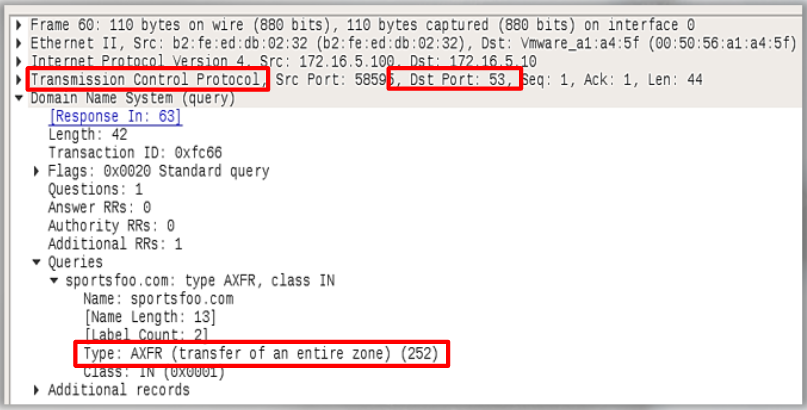 Frame 60: 110 bytes on wire (880 bits), 110 bytes captured (880 bits) on interface 0
Ethernet II, Src: b2:fe:ed:db:02:32 (b2:fe:ed:db:02:32), Dst: Vmware_a1:a4:5f (00:50:56:a1:a4:5f)
Internet Protocol Version 4, Src: 172.16.5.100, Dst: 172.16.5.10
Transmission Control Protocol, Src Port: 58595, Dst Port: 53, Seq: 1, Ack: 1, Len: 44
Domain Name System (query)
[Response In: 63]
Length: 42
Transaction ID: 0xfc66
Flags: 0x0020 Standard query
Questions: 1
Answer RRs: 0
Authority RRs: 0
Additional RRs: 1
Queries
sportsfoo.com: type AXFR, class IN
Name: sportsfoo.com
[Name Length: 13]
[Label Count: 2]
Type: AXFR (transfer of an entire zone) (252)
Class: IN (0x0001)
Additional records